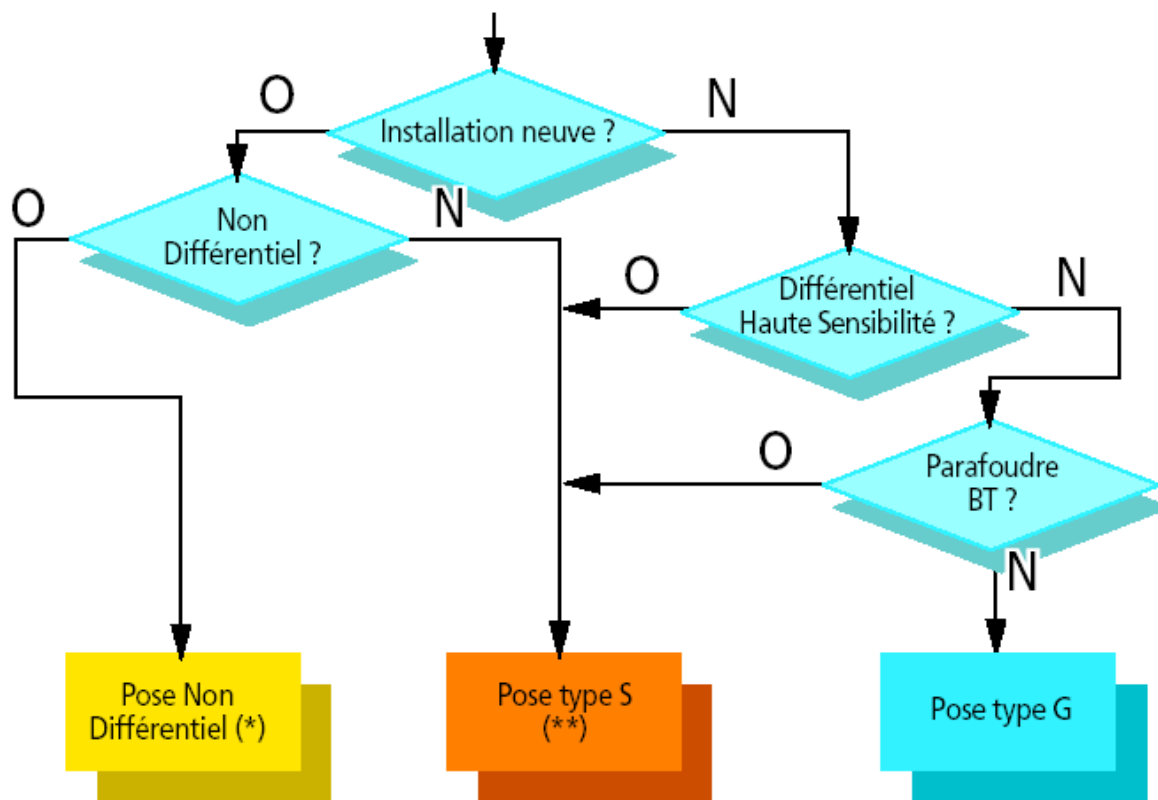 O
Installation neuve ?
N
O
Non
Différentiel ?
N
O
Différentiel
Haute Sensibilité ?
N
O
Parafoudre
BT ?
N
Pose Non
Différentiel (*)
Pose type S
(**)
Pose type G